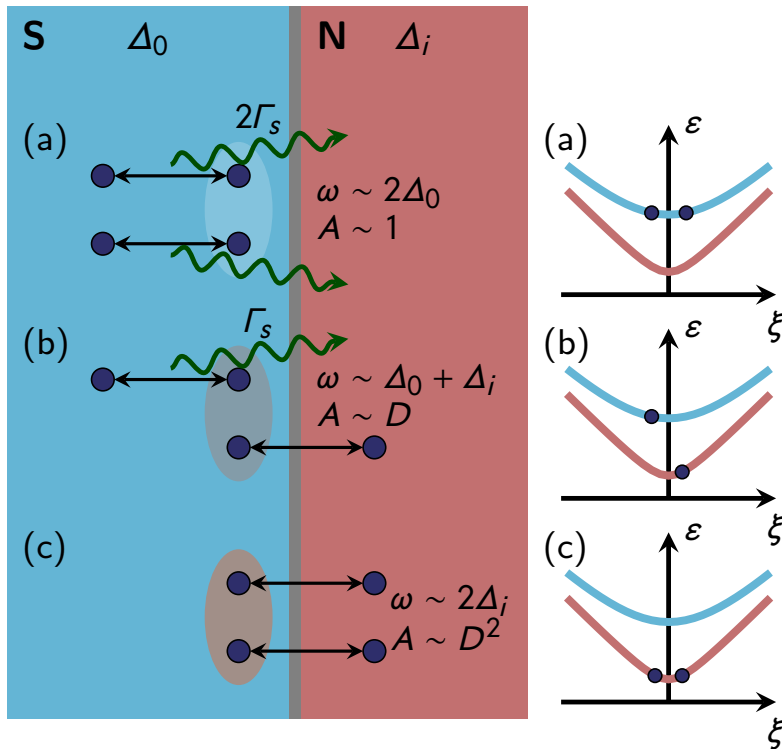 S Δ₀ N Δᵢ
(a) 2Γₛ
ω ∼ 2Δ₀
A ∼ 1
(b) Γₛ
ω ∼ Δ₀ + Δᵢ
A ∼ D
(c)
ω ∼ 2Δᵢ
A ∼ D²
(a) ε
ξ
(b) ε
ξ
(c) ε
ξ